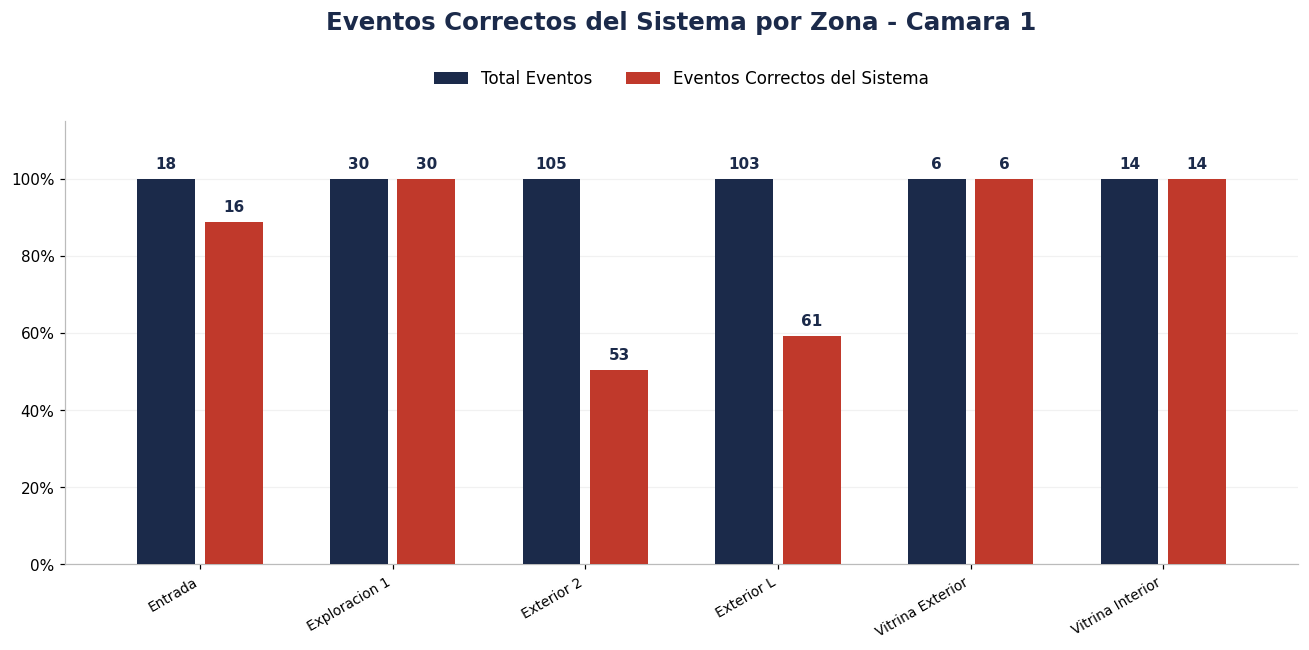 Eventos Correctos del Sistema por Zona - Camara 1
Total Eventos
Eventos Correctos del Sistema
18
16
30
30
105
53
103
61
6
6
14
14
100%
80%
60%
40%
20%
0%
Entrada
Exploracion 1
Exterior 2
Exterior L
Vitrina Exterior
Vitrina Interior